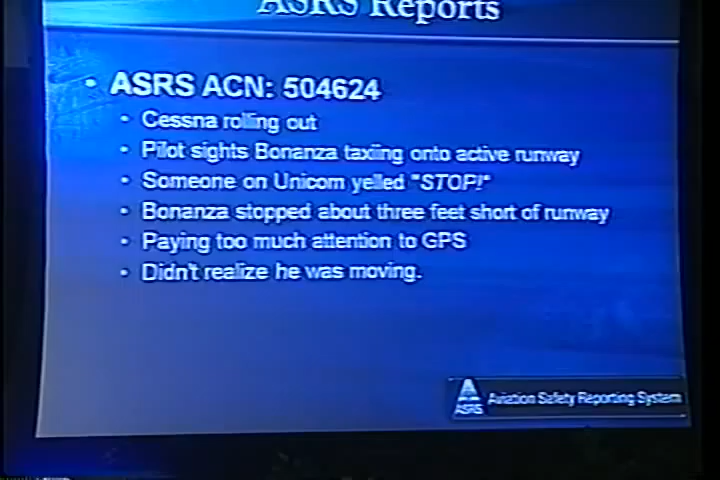 ASRS Reports
• ASRS ACN: 504624
• Cessna rolling out
• Pilot sights Bonanza taxiing onto active runway
• Someone on Unicom yelled "STOP!"
• Bonanza stopped about three feet short of runway
• Paying too much attention to GPS
• Didn't realize he was moving.
ASRS Aviation Safety Reporting System